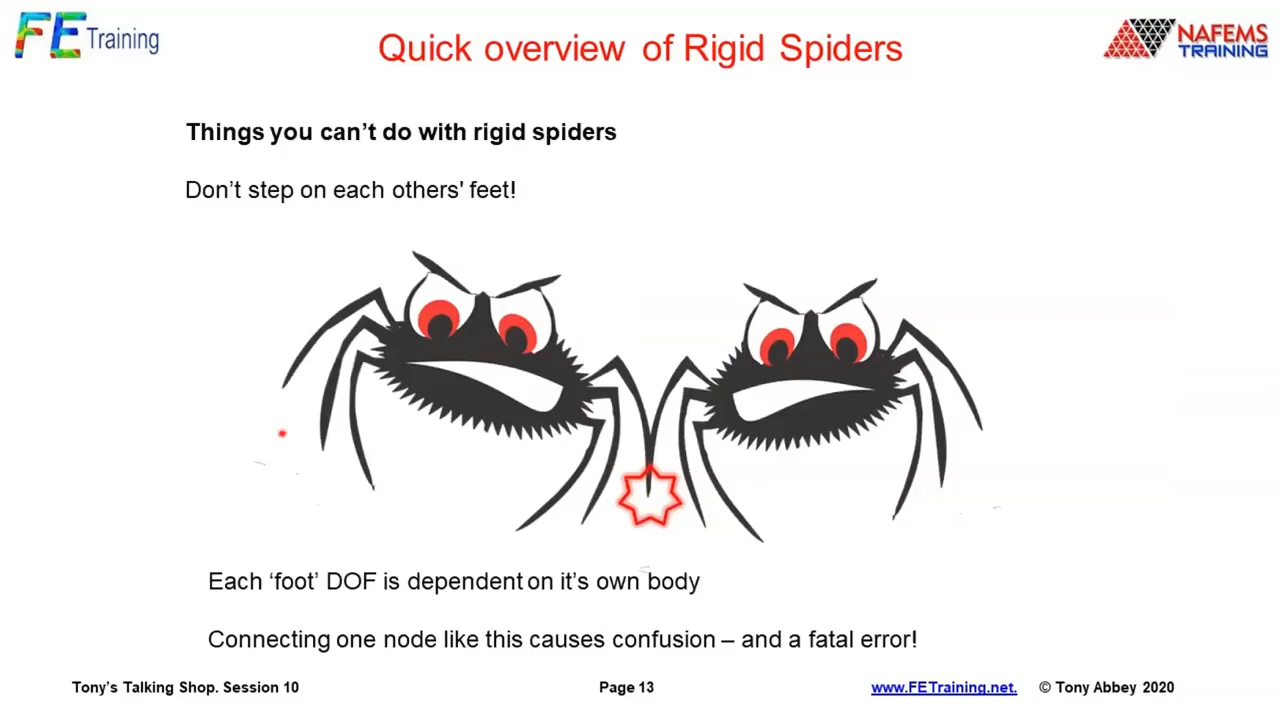 FE Training
Quick overview of Rigid Spiders
NAFEMS
TRAINING
Things you can’t do with rigid spiders
Don’t step on each others' feet!
Each ‘foot’ DOF is dependent on it’s own body
Connecting one node like this causes confusion – and a fatal error!
Tony’s Talking Shop. Session 10
Page 13
www.FETraining.net.
© Tony Abbey 2020